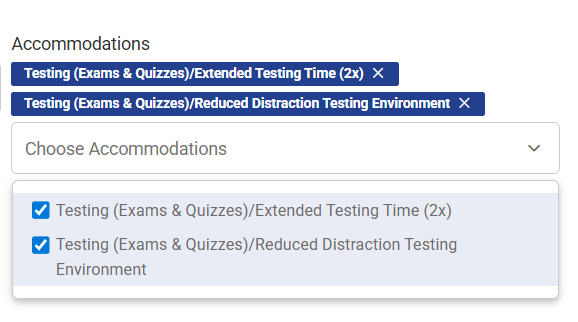 Accommodations
Testing (Exams & Quizzes)/Extended Testing Time (2x) ×
Testing (Exams & Quizzes)/Reduced Distraction Testing Environment ×
Choose Accommodations
Testing (Exams & Quizzes)/Extended Testing Time (2x)
Testing (Exams & Quizzes)/Reduced Distraction Testing
Environment